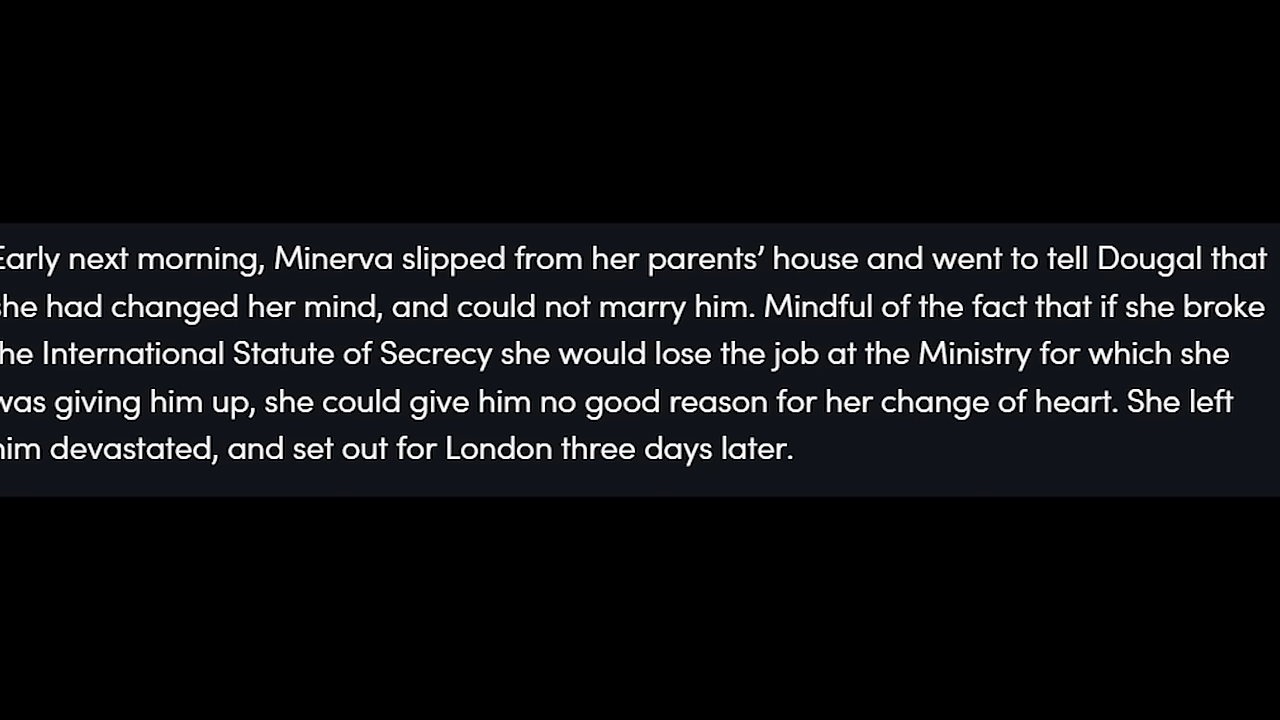 Early next morning, Minerva slipped from her parents’ house and went to tell Dougal that
she had changed her mind, and could not marry him. Mindful of the fact that if she broke
the International Statute of Secrecy she would lose the job at the Ministry for which she
was giving him up, she could give him no good reason for her change of heart. She left
him devastated, and set out for London three days later.